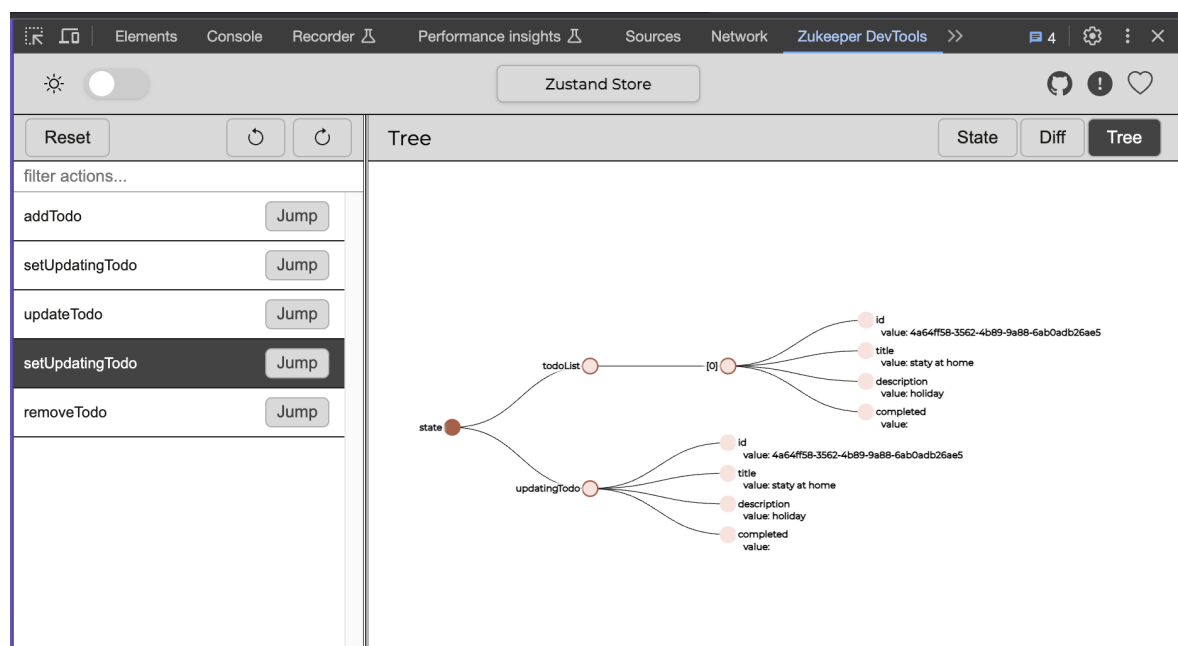 Elements Console Recorder Performance insights Sources Network Zukeeper DevTools 4
Zustand Store
Reset
Tree State Diff Tree
filter actions...
addTodo Jump
setUpdatingTodo Jump
updateTodo Jump
setUpdatingTodo Jump
removeTodo Jump
state
todoList
[0]
id
value: 4a64ff58-3562-4b89-9a88-6ab0adb26ae5
title
value: staty at home
description
value: holiday
completed
value:
updatingTodo
id
value: 4a64ff58-3562-4b89-9a88-6ab0adb26ae5
title
value: staty at home
description
value: holiday
completed
value: